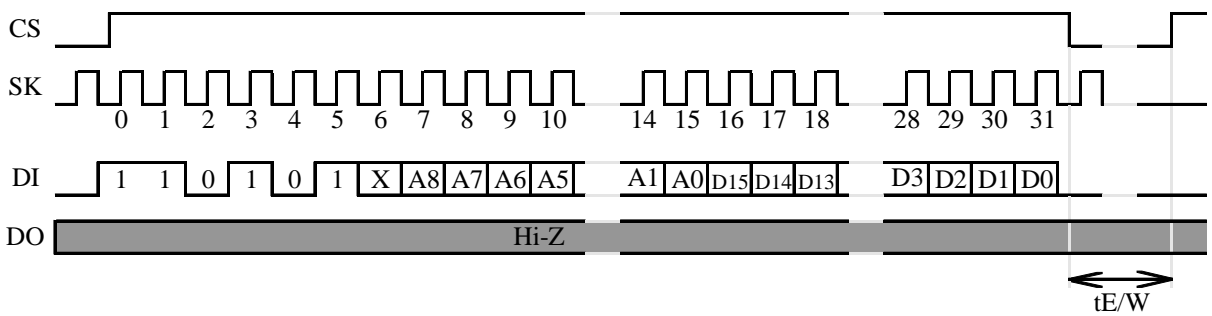 CS
SK
0 1 2 3 4 5 6 7 8 9 10 14 15 16 17 18 28 29 30 31
DI 1 1 0 1 0 1 X A8 A7 A6 A5 A1 A0 D15 D14 D13 D3 D2 D1 D0
DO Hi-Z
tE/W